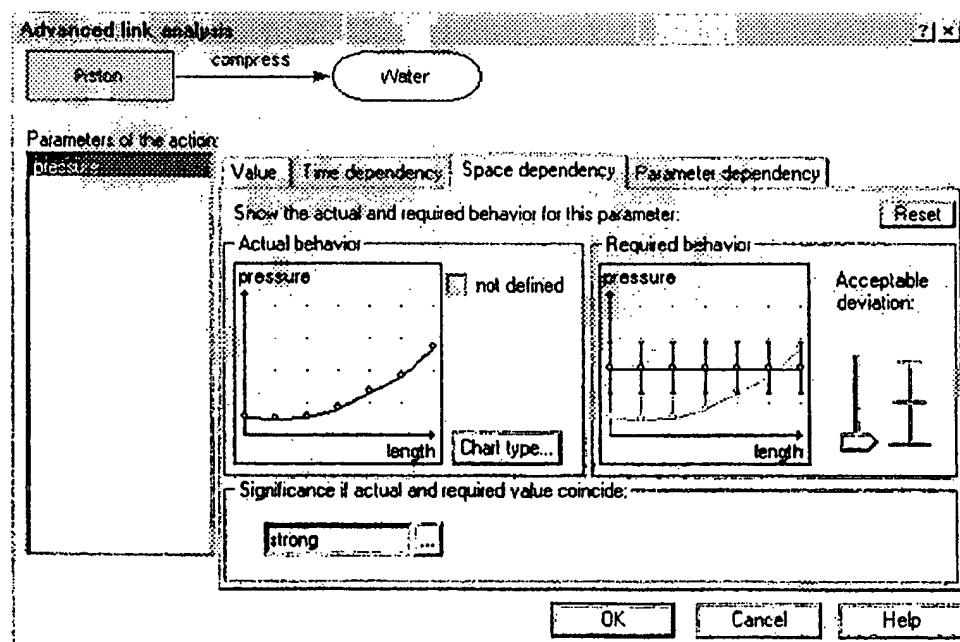 Advanced link analysis
? ×
compress
Piston
Water
Parameters of the action:
pressure
Value
Time dependency
Space dependency
Parameter dependency
Show the actual and required behavior for this parameter:
Reset
Actual behavior
pressure
not defined
length
Chart type...
Required behavior
pressure
length
Acceptable
deviation:
Significance if actual and required value coincide:
strong
...
OK
Cancel
Help